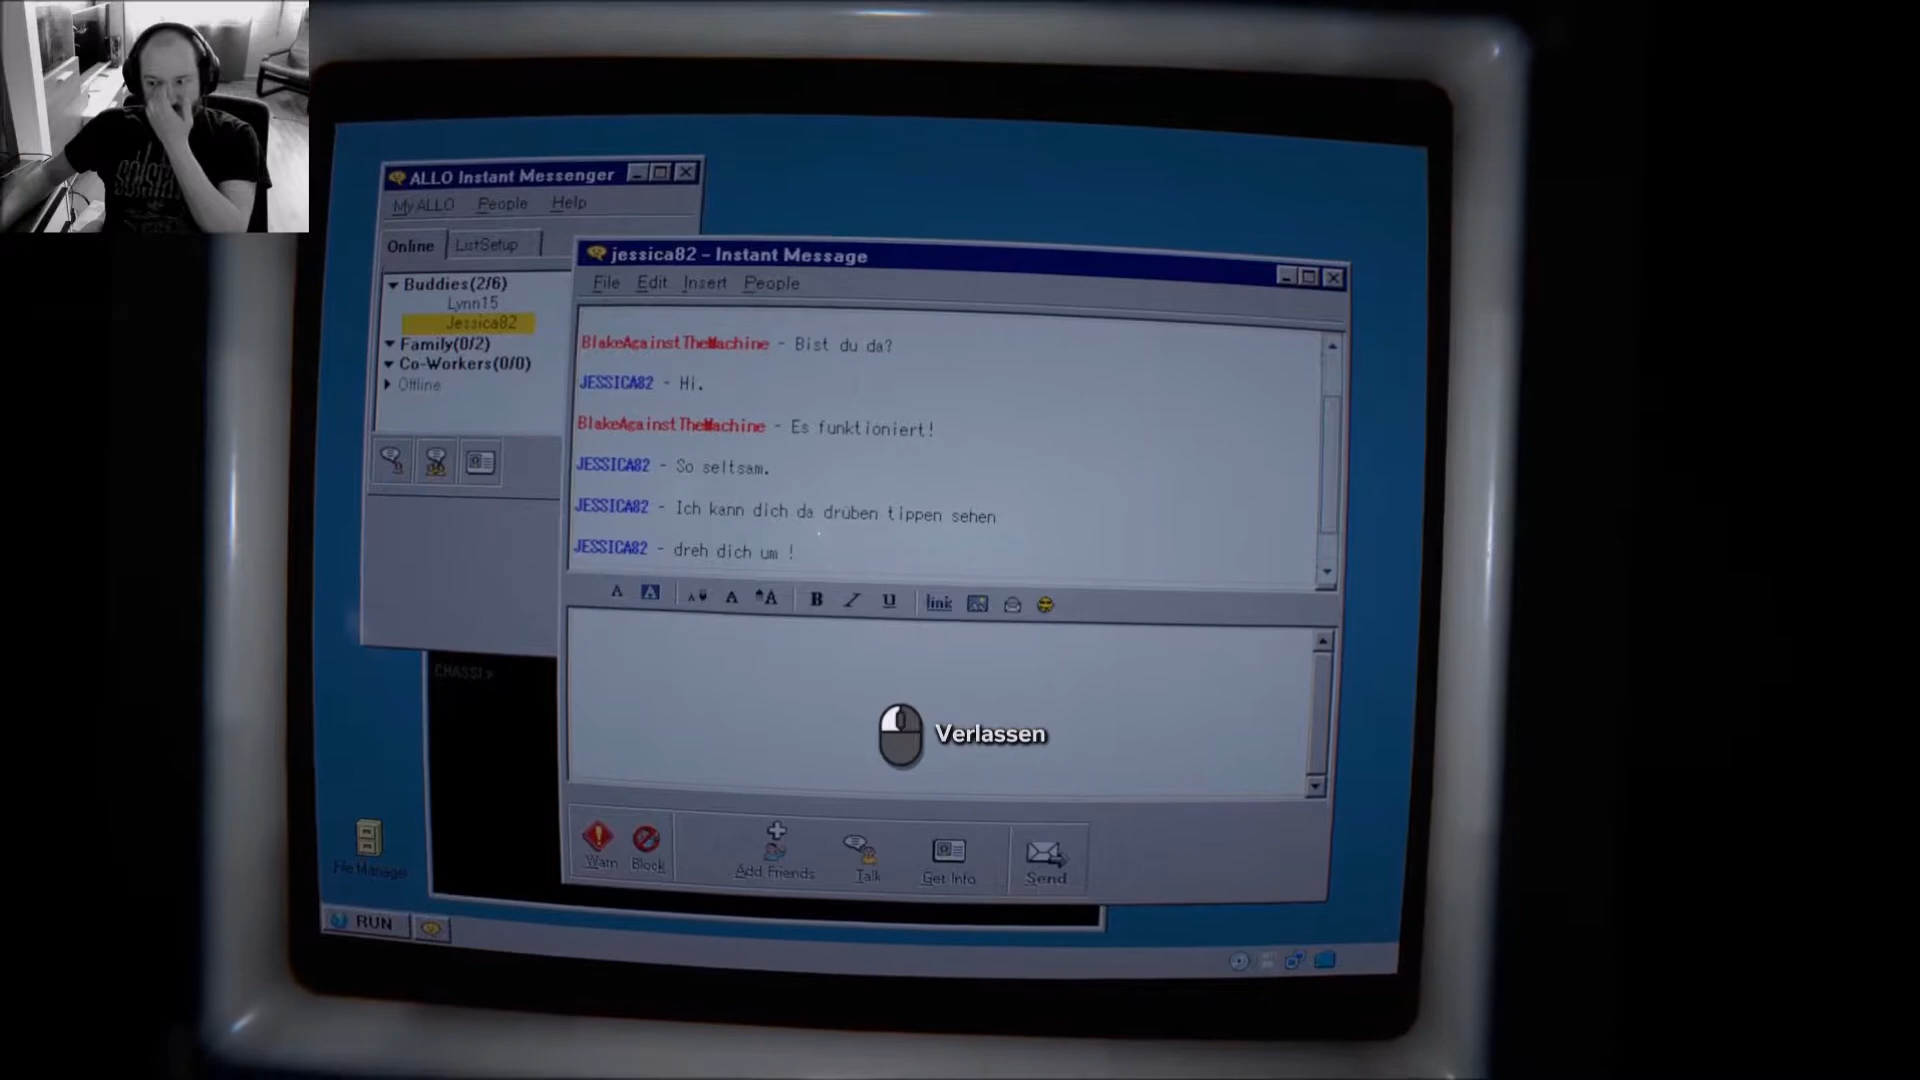 ALLO Instant Messenger
My ALLO People Help
Online List Setup
Buddies(2/6)
Lynn15
Jessica82
Family(0/2)
Co-Workers(0/0)
Offline
jessica82 - Instant Message
File Edit Insert People
BlakeAgainstTheMachine - Bist du da?
JESSICA82 - Hi.
BlakeAgainstTheMachine - Es funktioniert!
JESSICA82 - So seltsam.
JESSICA82 - Ich kann dich da drüben tippen sehen
JESSICA82 - dreh dich um !
A A A A A B I U link
Verlassen
Warn Block Add Friends Talk Get Info Send
CHASSI>
File Manager
RUN